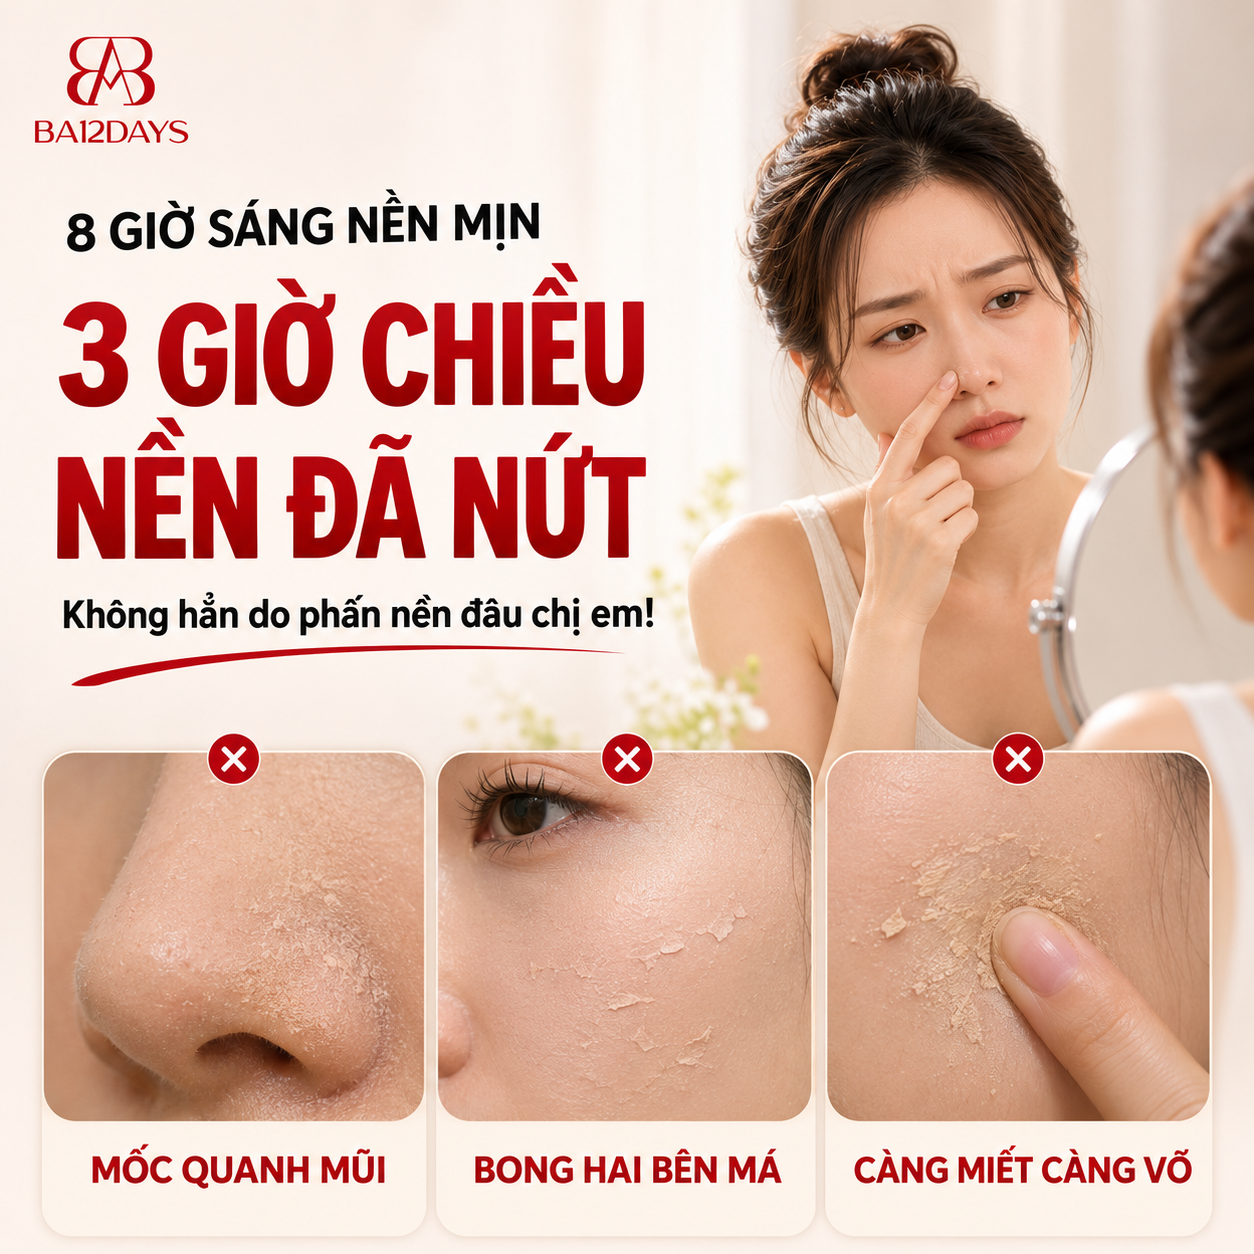 BA12DAYS
8 GIỜ SÁNG NỀN MỊN
3 GIỜ CHIỀU
NỀN ĐÃ NỨT
Không hẳn do phấn nền đâu chị em!
MỐC QUANH MŨI
BONG HAI BÊN MÁ
CÀNG MIẾT CÀNG VÕ